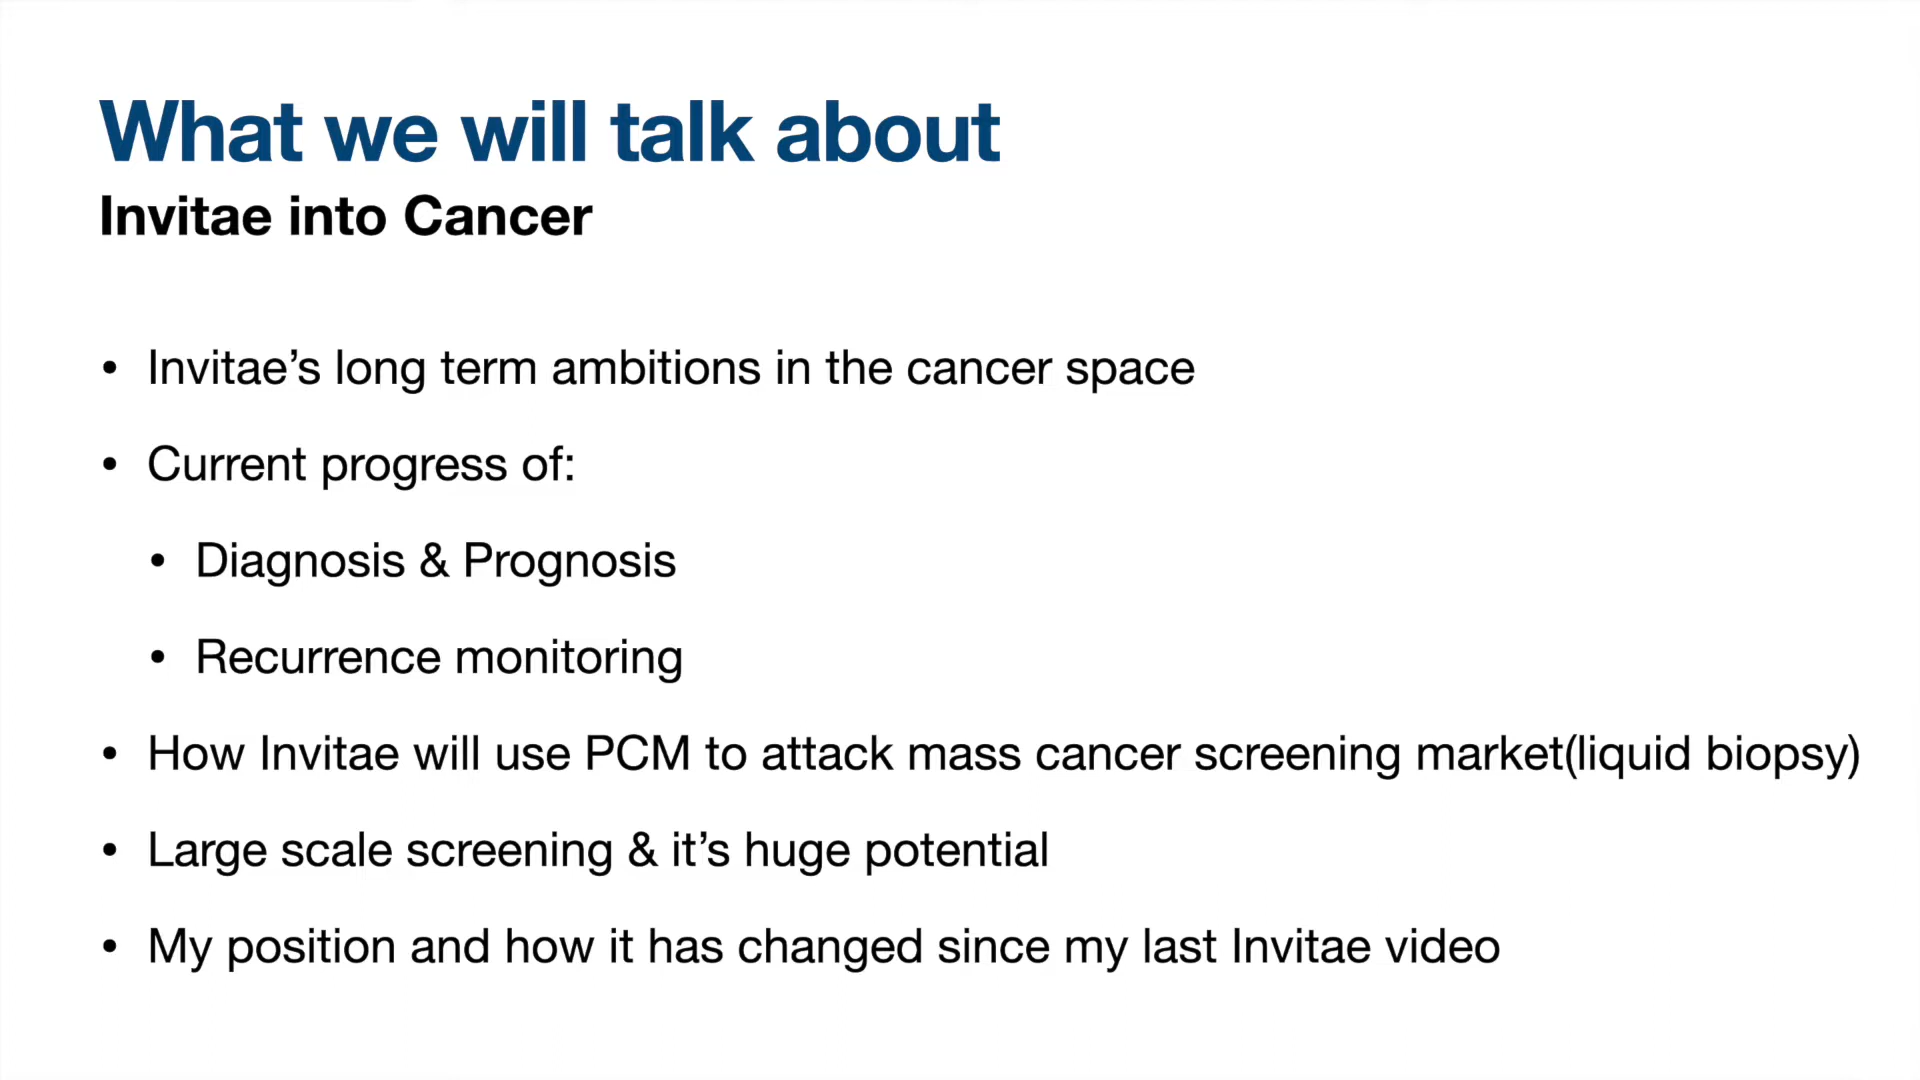 What we will talk about
Invitae into Cancer
• Invitae’s long term ambitions in the cancer space
• Current progress of:
• Diagnosis & Prognosis
• Recurrence monitoring
• How Invitae will use PCM to attack mass cancer screening market(liquid biopsy)
• Large scale screening & it’s huge potential
• My position and how it has changed since my last Invitae video